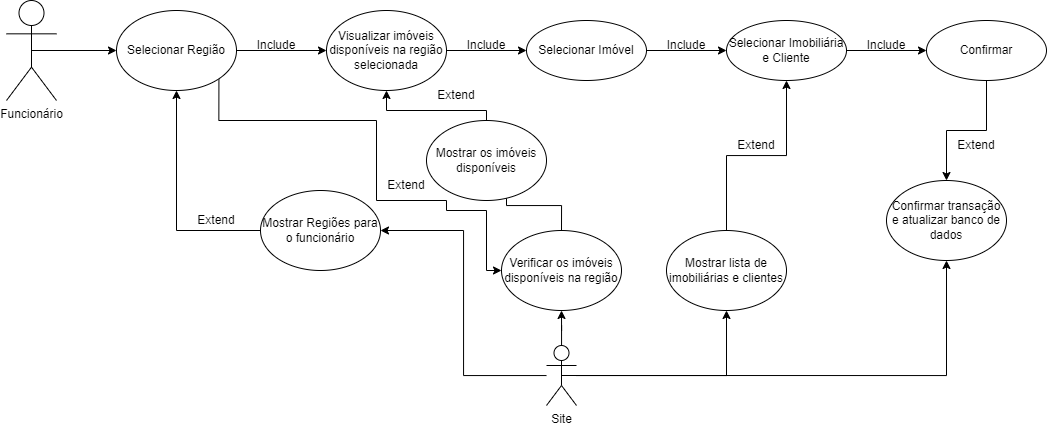 Funcionário
Selecionar Região
Include
Visualizar imóveis
disponíveis na região
selecionada
Include
Selecionar Imóvel
Include
Selecionar Imobiliária
e Cliente
Include
Confirmar
Extend
Mostrar os imóveis
disponíveis
Extend
Extend
Extend
Extend
Mostrar Regiões para
o funcionário
Verificar os imóveis
disponíveis na região
Mostrar lista de
imobiliárias e clientes
Confirmar transação
e atualizar banco de
dados
Site